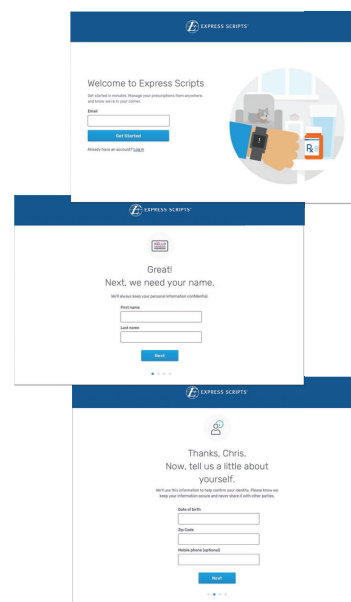 EXPRESS SCRIPTS®
Welcome to Express Scripts
Get started in minutes. Manage your prescriptions from anywhere
and know we're in your corner.
Email
Get Started
Already have an account? Log in
Rx
EXPRESS SCRIPTS®
HELLO
Great!
Next, we need your name.
We'll always keep your personal information confidential.
First name
Last name
Next
EXPRESS SCRIPTS®
Thanks, Chris.
Now, tell us a little about
yourself.
We'll use this information to help confirm your identity. Please know we
keep your information secure and never share it with other parties.
Date of birth
Zip Code
Mobile phone (optional)
Next